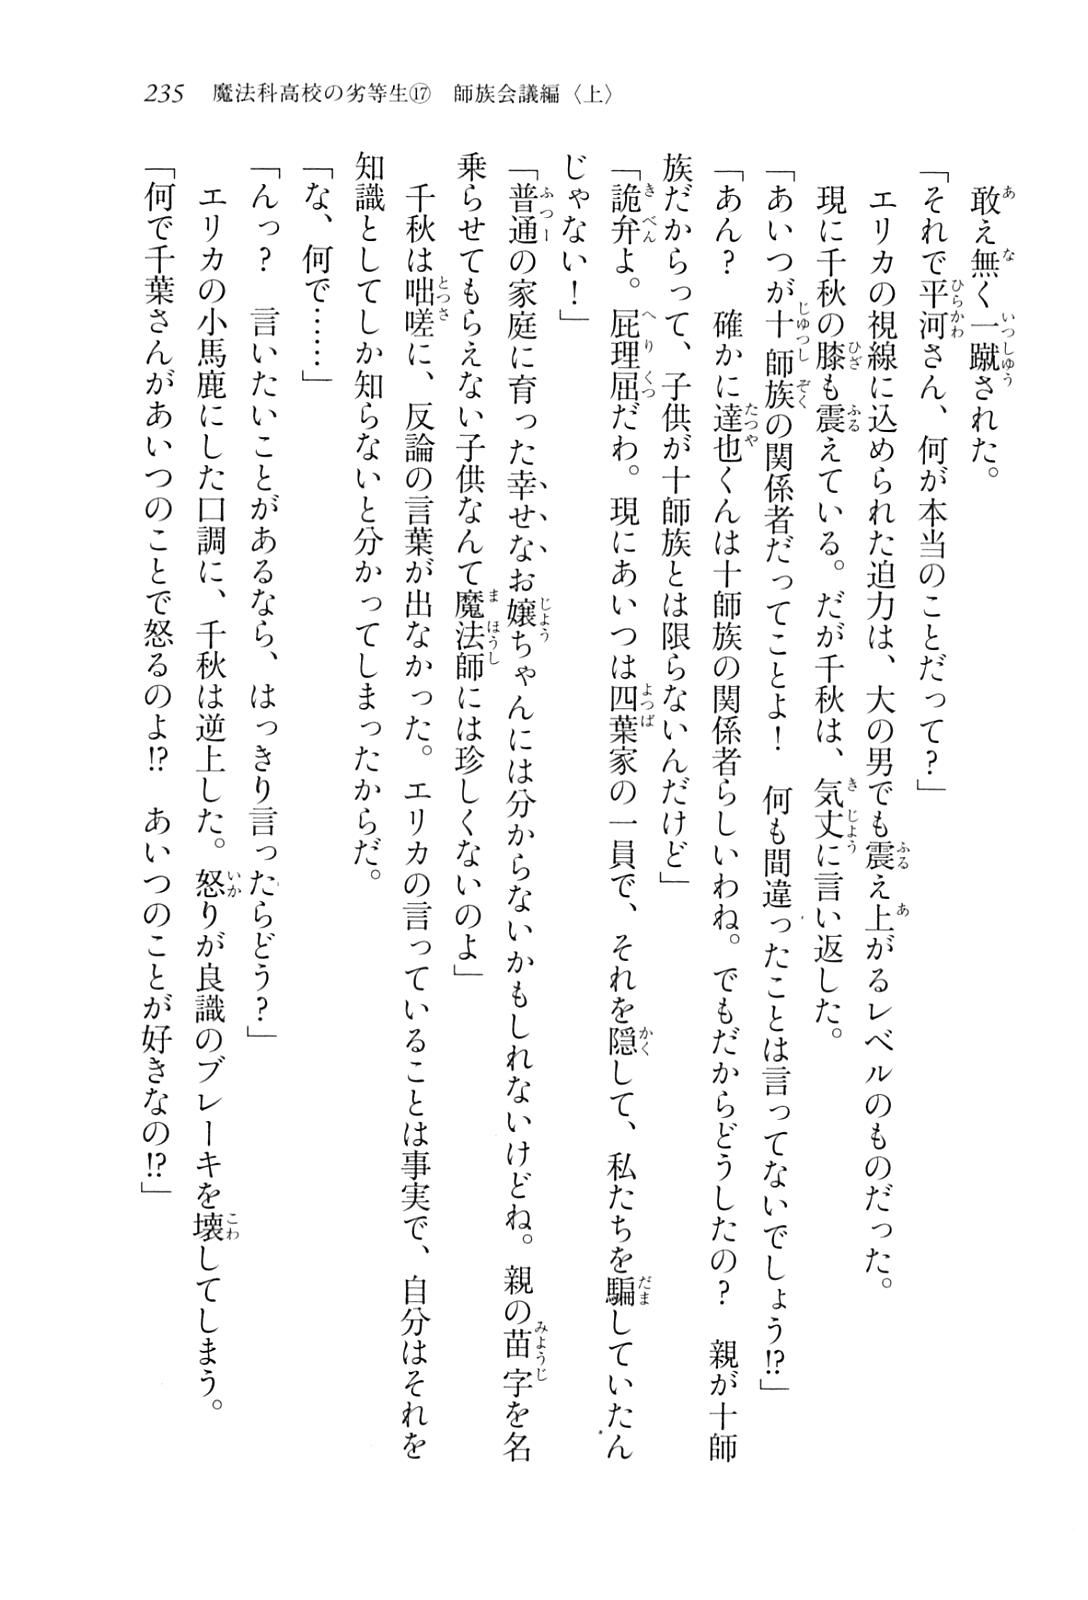 235　魔法科高校の劣等生⑰　師族会議編〈上〉
敢え無く一蹴された。
「それで平河さん、何が本当のことだって？」
エリカの視線に込められた迫力は、大の男でも震え上がるレベルのものだった。
現に千秋の膝も震えている。だが千秋は、気丈に言い返した。
「あいつが十師族の関係者だってことよ！　何も間違ったことは言ってないでしょう!?」
「あん？　確かに達也くんは十師族の関係者らしいわね。でもだからどうしたの？　親が十師
族だからって、子供が十師族とは限らないんだけど」
「詭弁よ。屁理屈だわ。現にあいつは四葉家の一員で、それを隠して、私たちを騙していたん
じゃない！」
「普通の家庭に育った幸せなお嬢ちゃんには分からないかもしれないけどね。親の苗字を名
乗らせてもらえない子供なんて魔法師には珍しくないのよ」
千秋は咄嗟に、反論の言葉が出なかった。エリカの言っていることは事実で、自分はそれを
知識としてしか知らないと分かってしまったからだ。
「な、何で……」
「んっ？　言いたいことがあるなら、はっきり言ったらどう？」
エリカの小馬鹿にした口調に、千秋は逆上した。怒りが良識のブレーキを壊してしまう。
「何で千葉さんがあいつのことで怒るのよ!?　あいつのことが好きなの!?」